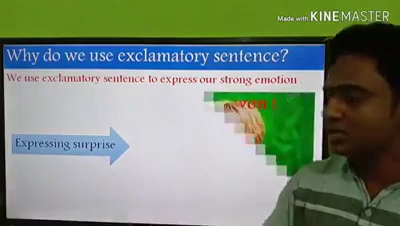 Made with KINEMASTER
Why do we use exclamatory sentence?
We use exclamatory sentence to express our strong emotion .
Expressing surprise